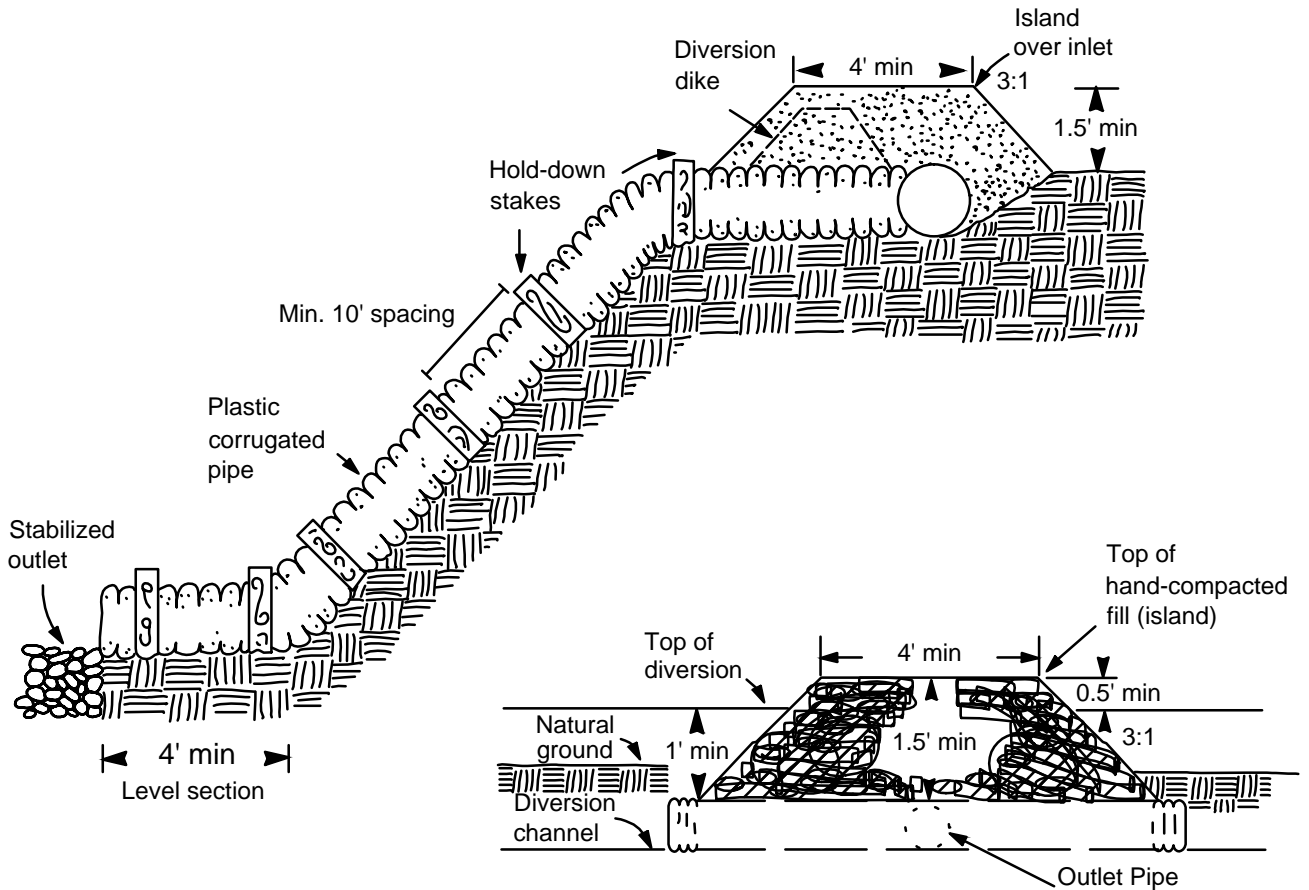 Island
over inlet
Diversion
dike
4' min
3:1
1.5' min
Hold-down
stakes
Min. 10' spacing
Plastic
corrugated
pipe
Stabilized
outlet
4' min
Level section
Top of
hand-compacted
fill (island)
Top of
diversion
4' min
0.5' min
Natural
ground
1' min
1.5' min
3:1
Diversion
channel
Outlet Pipe